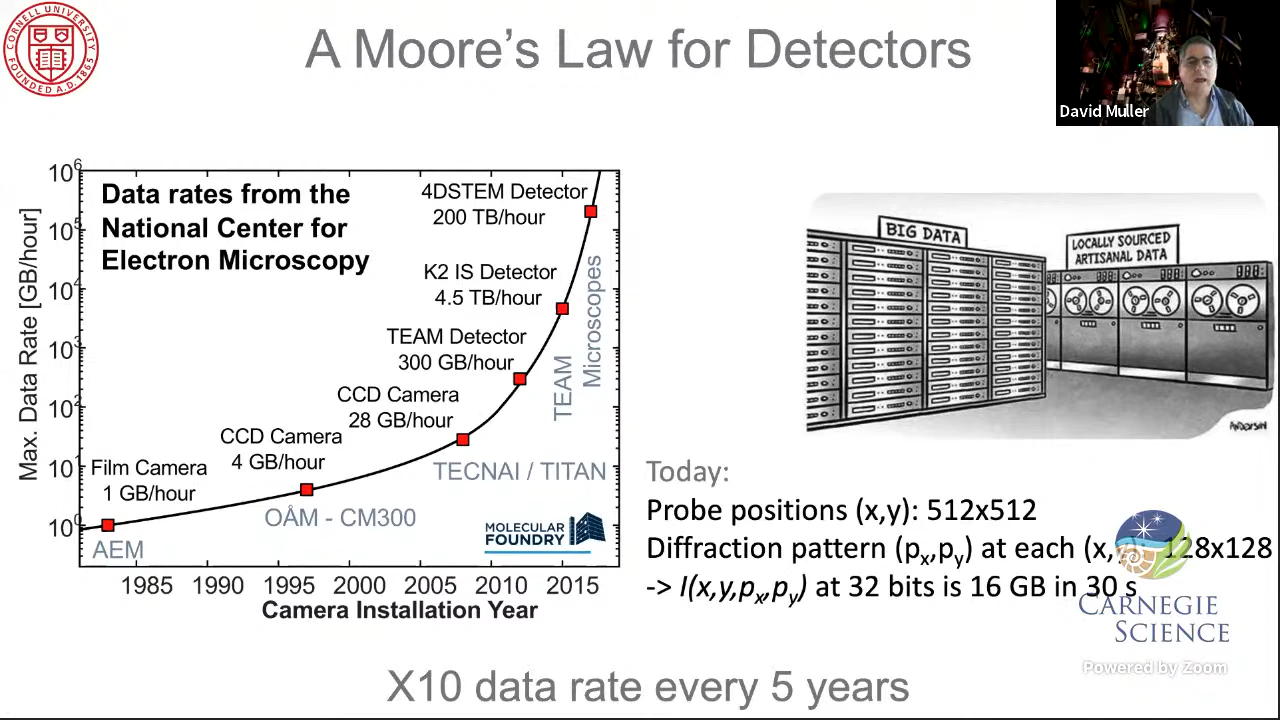 CORNELL UNIVERSITY
FOUNDED A.D. 1865
A Moore's Law for Detectors
David Muller
Max. Data Rate [GB/hour]
10⁶
10⁵
10⁴
10³
10²
10¹
10⁰
Data rates from the
National Center for
Electron Microscopy
4DSTEM Detector
200 TB/hour
K2 IS Detector
4.5 TB/hour
TEAM Detector
300 GB/hour
CCD Camera
28 GB/hour
CCD Camera
4 GB/hour
Film Camera
1 GB/hour
TEAM
Microscopes
TECNAI / TITAN
OÅM - CM300
AEM
MOLECULAR
FOUNDRY
1985 1990 1995 2000 2005 2010 2015
Camera Installation Year
BIG DATA
LOCALLY SOURCED
ARTISANAL DATA
ANDERSON
Today:
Probe positions (x,y): 512x512
Diffraction pattern (pₓ,pᵧ) at each (x,y): 128x128
-> I(x,y,pₓ,pᵧ) at 32 bits is 16 GB in 30 s
CARNEGIE
SCIENCE
Powered by Zoom
X10 data rate every 5 years